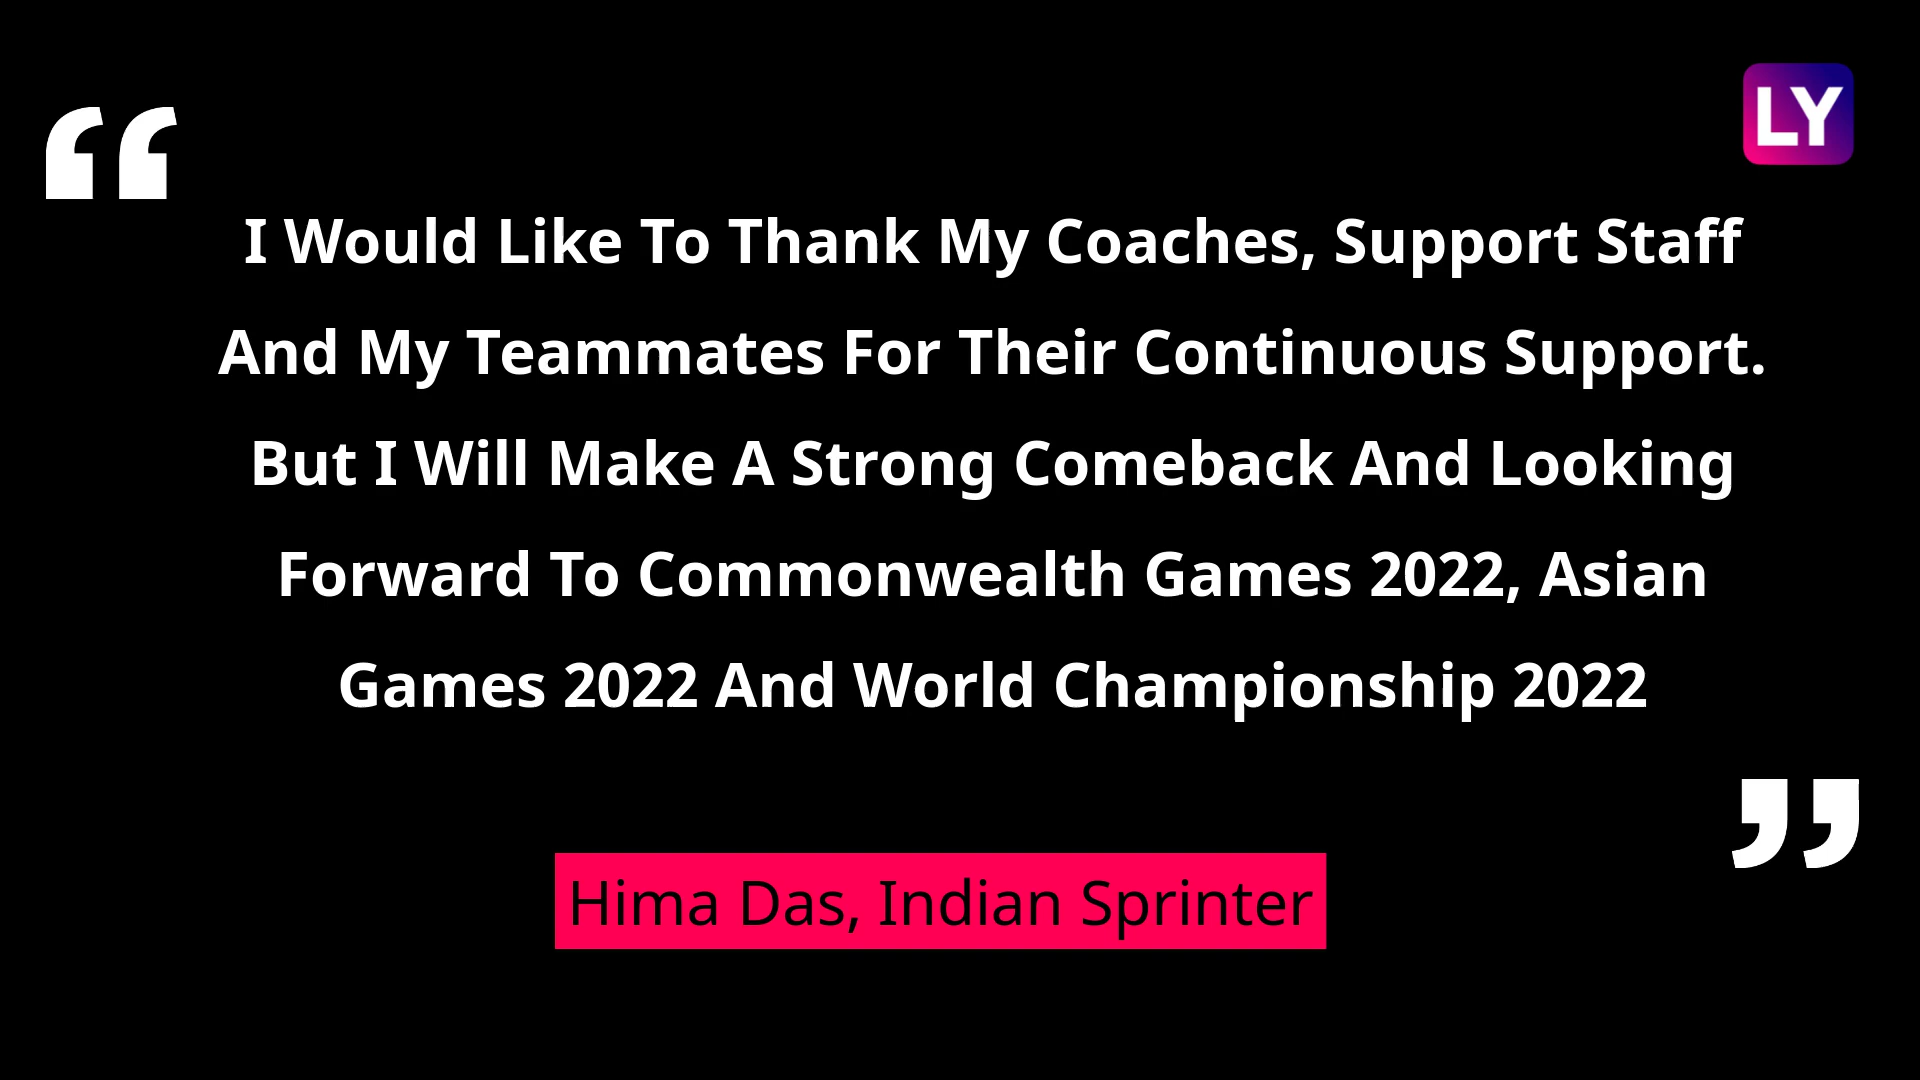 LY
“
I Would Like To Thank My Coaches, Support Staff
And My Teammates For Their Continuous Support.
But I Will Make A Strong Comeback And Looking
Forward To Commonwealth Games 2022, Asian
Games 2022 And World Championship 2022
”
Hima Das, Indian Sprinter